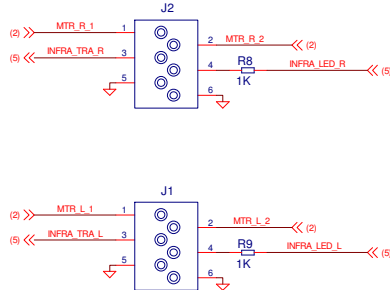 J2
(2) MTR_R_1 1
2 MTR_R_2 (2)
(5) INFRA_TRA_R 3
4 R8 1K INFRA_LED_R (5)
5
6
J1
(2) MTR_L_1 1
2 MTR_L_2 (2)
(5) INFRA_TRA_L 3
4 R9 1K INFRA_LED_L (5)
5
6